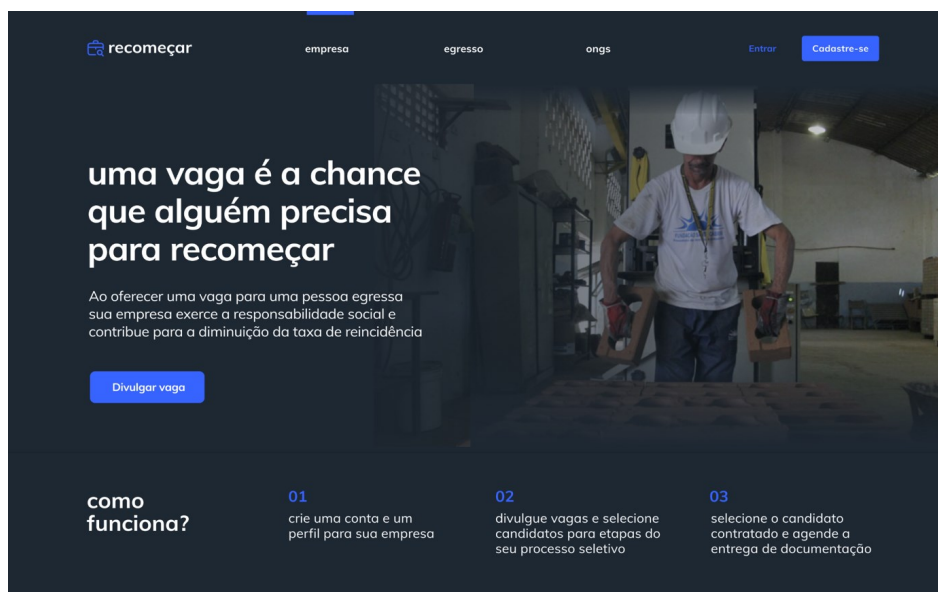 recomeçar
empresa
egresso
ongs
Entrar
Cadastre-se
uma vaga é a chance
que alguém precisa
para recomeçar
Ao oferecer uma vaga para uma pessoa egressa
sua empresa exerce a responsabilidade social e
contribue para a diminuição da taxa de reincidência
Divulgar vaga
como
funciona?
01
crie uma conta e um
perfil para sua empresa
02
divulgue vagas e selecione
candidatos para etapas do
seu processo seletivo
03
selecione o candidato
contratado e agende a
entrega de documentação